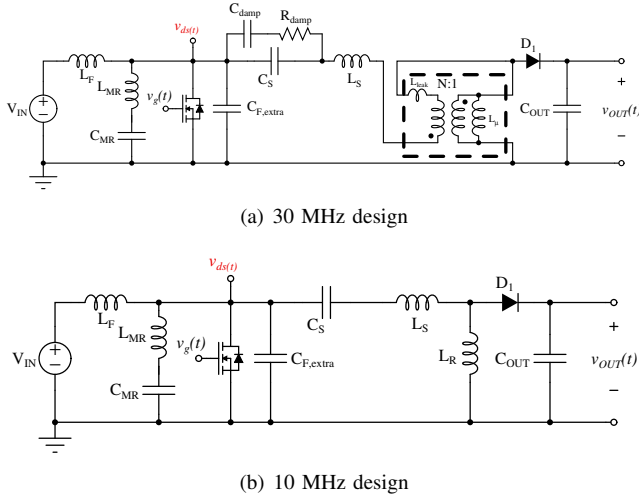 C_damp R_damp
v_ds(t)
D_1
L_F
L_MR
C_S
L_S
L_leak N:1
V_IN
v_g(t)
C_F,extra
L_μ
C_OUT
+
v_OUT(t)
−
C_MR
(a) 30 MHz design
v_ds(t)
D_1
L_F
L_MR
C_S
L_S
V_IN
v_g(t)
C_F,extra
L_R
C_OUT
+
v_OUT(t)
−
C_MR
(b) 10 MHz design